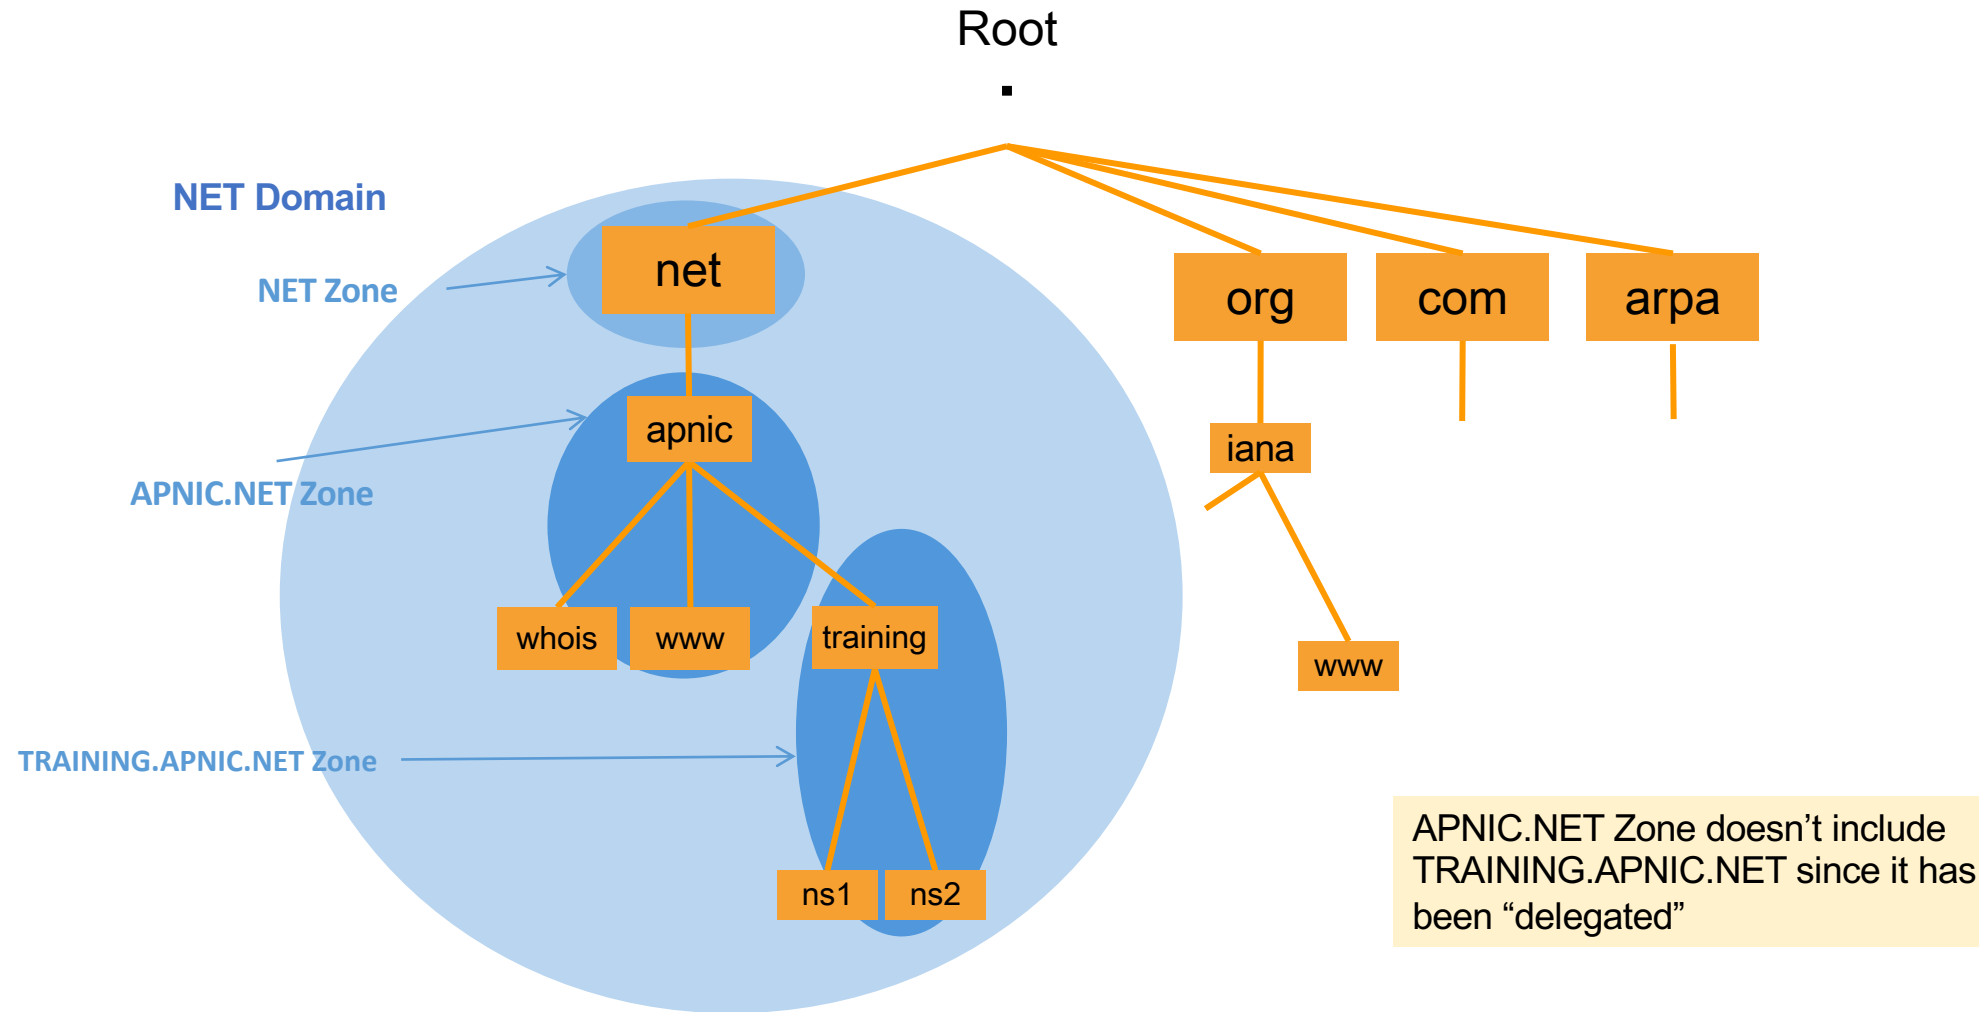 Root
.
NET Domain
NET Zone
net
org
com
arpa
apnic
iana
APNIC.NET Zone
whois
www
training
www
TRAINING.APNIC.NET Zone
ns1
ns2
APNIC.NET Zone doesn’t include
TRAINING.APNIC.NET since it has
been “delegated”